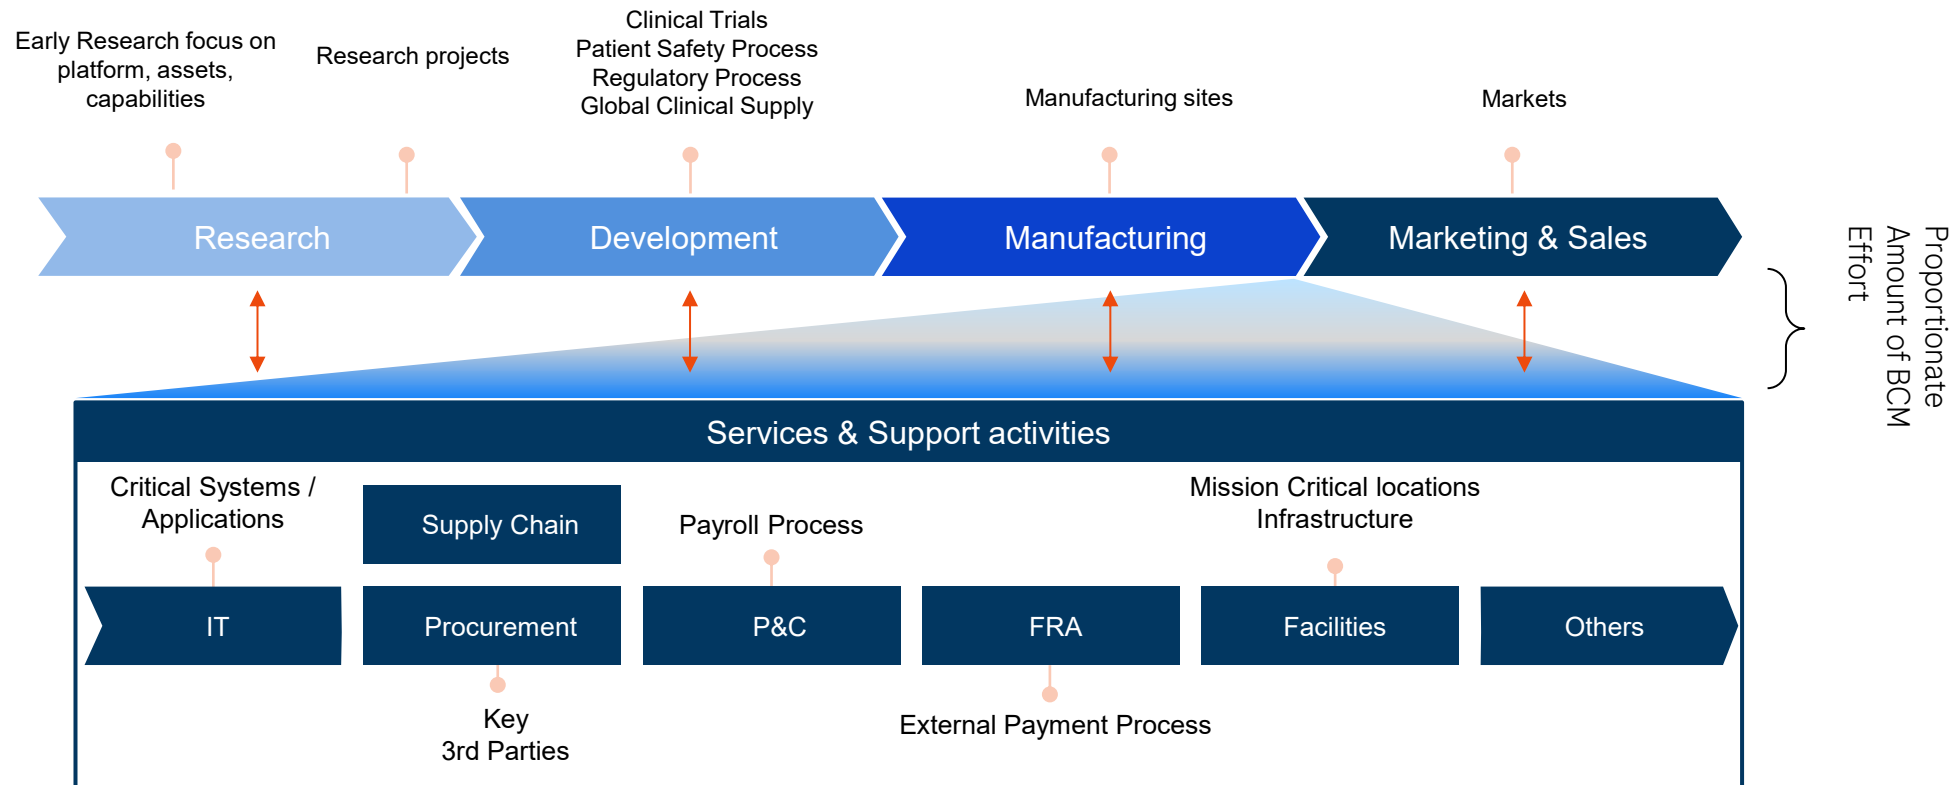 Early Research focus on
platform, assets,
capabilities
Research projects
Clinical Trials
Patient Safety Process
Regulatory Process
Global Clinical Supply
Manufacturing sites
Markets
Research
Development
Manufacturing
Marketing & Sales
Proportionate
Amount of BCM
Effort
Services & Support activities
Critical Systems /
Applications
Supply Chain
Payroll Process
Mission Critical locations
Infrastructure
IT
Procurement
P&C
FRA
Facilities
Others
Key
3rd Parties
External Payment Process